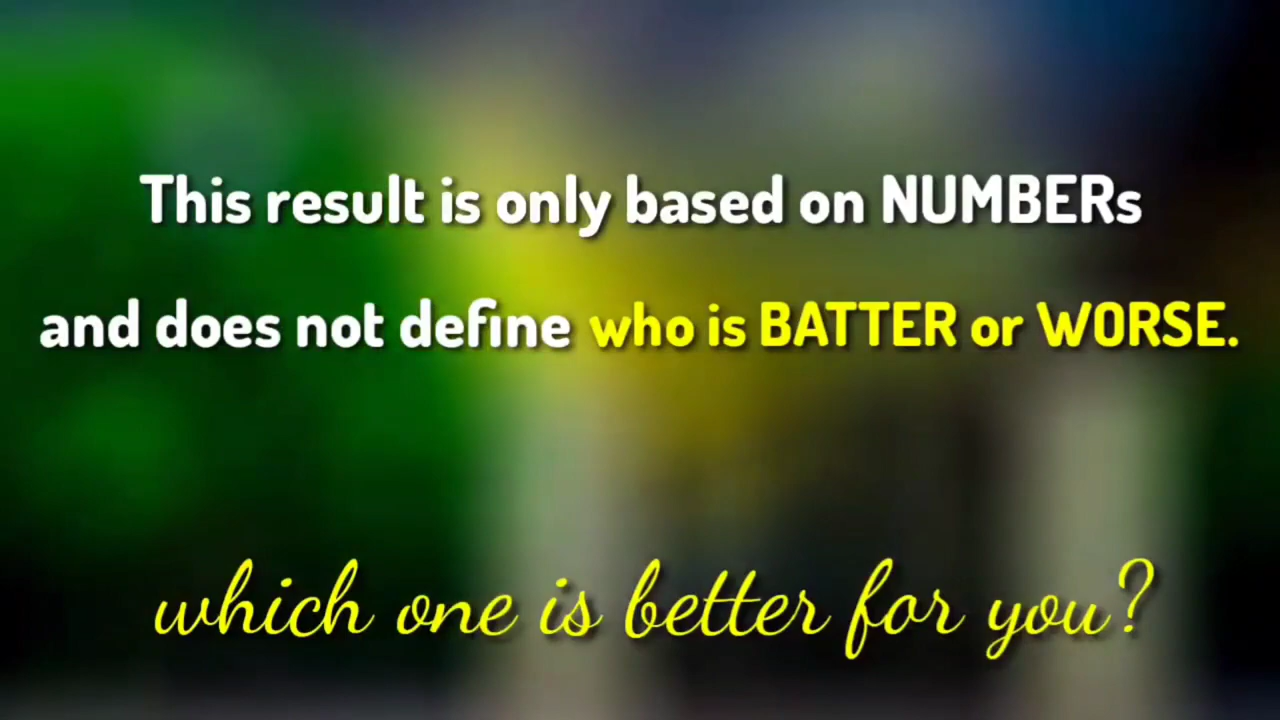 This result is only based on NUMBERs
and does not define who is BATTER or WORSE.
which one is better for you?